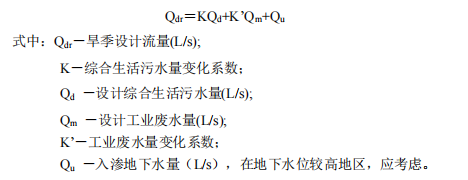 Qdr＝KQd+K’Qm+Qu
式中：Qdr－旱季设计流量(L/s);
K－综合生活污水量变化系数；
Qd －设计综合生活污水量(L/s);
Qm －设计工业废水量(L/s);
K’－工业废水量变化系数；
Qu －入渗地下水量（L/s），在地下水位较高地区，应考虑。